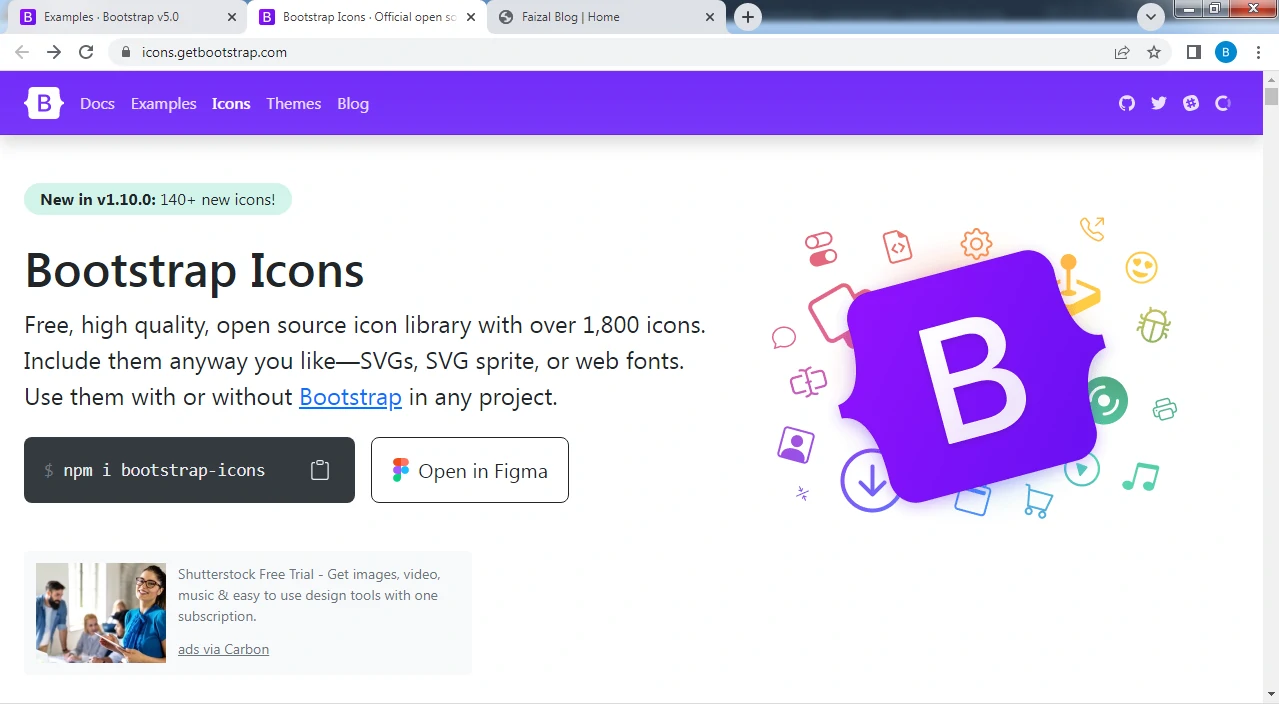 Examples · Bootstrap v5.0
Bootstrap Icons · Official open so
Faizal Blog | Home
icons.getbootstrap.com
B
B
Docs
Examples
Icons
Themes
Blog
New in v1.10.0: 140+ new icons!
Bootstrap Icons
Free, high quality, open source icon library with over 1,800 icons.
Include them anyway you like—SVGs, SVG sprite, or web fonts.
Use them with or without Bootstrap in any project.
$ npm i bootstrap-icons
Open in Figma
B
Shutterstock Free Trial - Get images, video,
music & easy to use design tools with one
subscription.
ads via Carbon